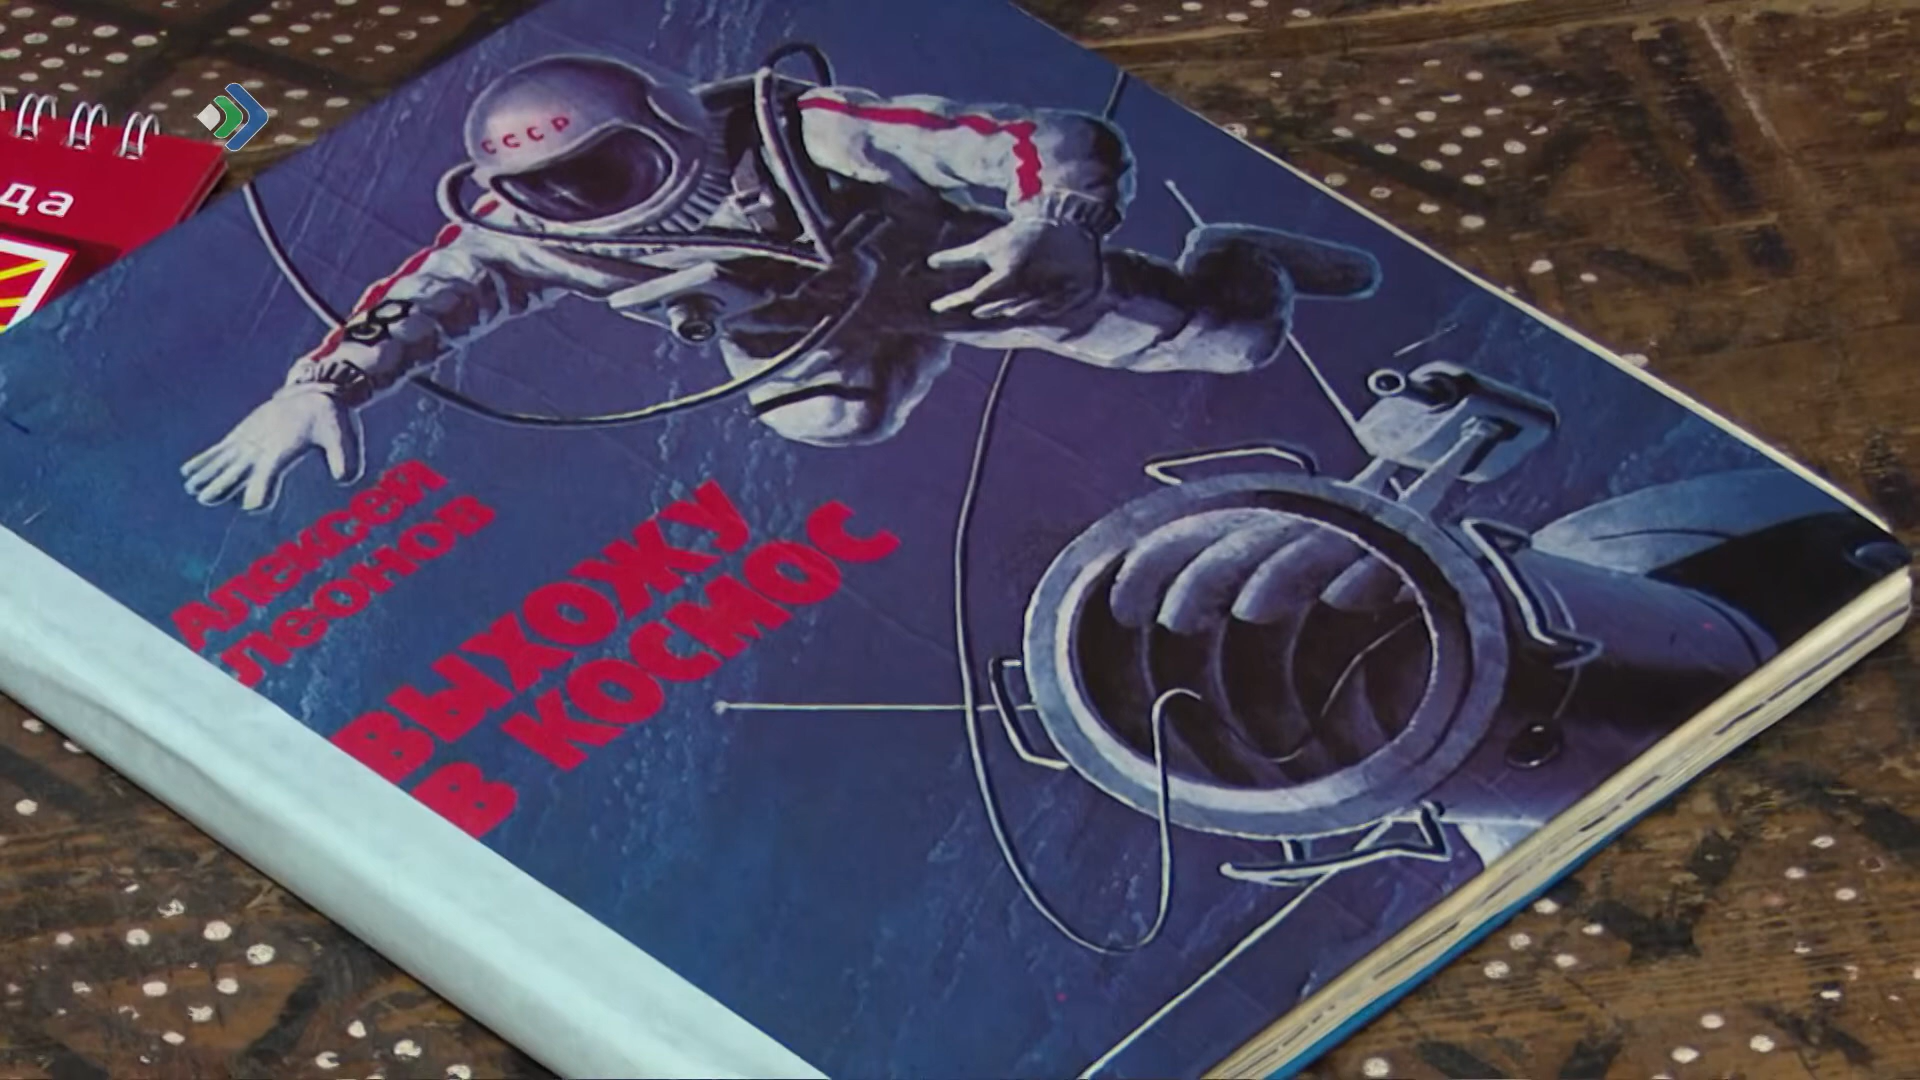 да
СССР
АЛЕКСЕЙ
ЛЕОНОВ
ВЫХОЖУ
В КОСМОС